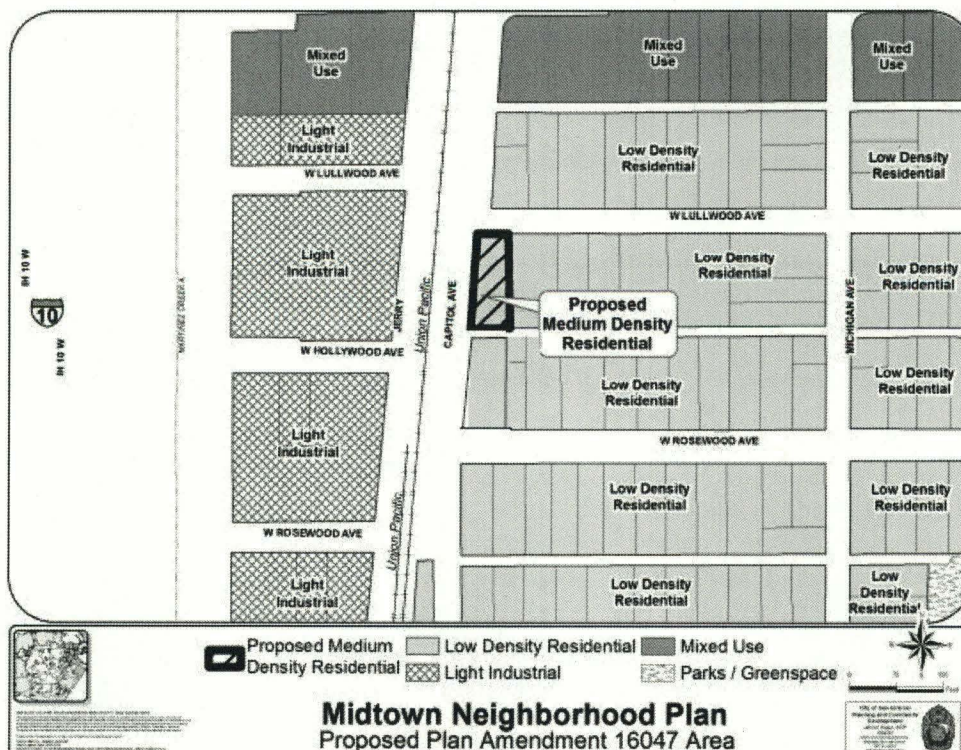 Mixed
Use
Mixed
Use
Mixed
Use
Light
Industrial
W LULLWOOD AVE
Low Density
Residential
Low Density
Residential
W LULLWOOD AVE
IH 10 W
10
IH 10 W
MARTINEZ CREEK A
Light
Industrial
JERRY
Union Pacific
CAPITOL AVE
Low Density
Residential
Proposed
Medium Density
Residential
MICHIGAN AVE
Low Density
Residential
W HOLLYWOOD AVE
Low Density
Residential
Low Density
Residential
W ROSEWOOD AVE
Light
Industrial
Union Pacific
W ROSEWOOD AVE
Low Density
Residential
Low Density
Residential
Light
Industrial
Low Density
Residential
Low
Density
Residential
Proposed Medium
Density Residential
Low Density Residential
Mixed Use
Light Industrial
Parks / Greenspace
Midtown Neighborhood Plan
Proposed Plan Amendment 16047 Area